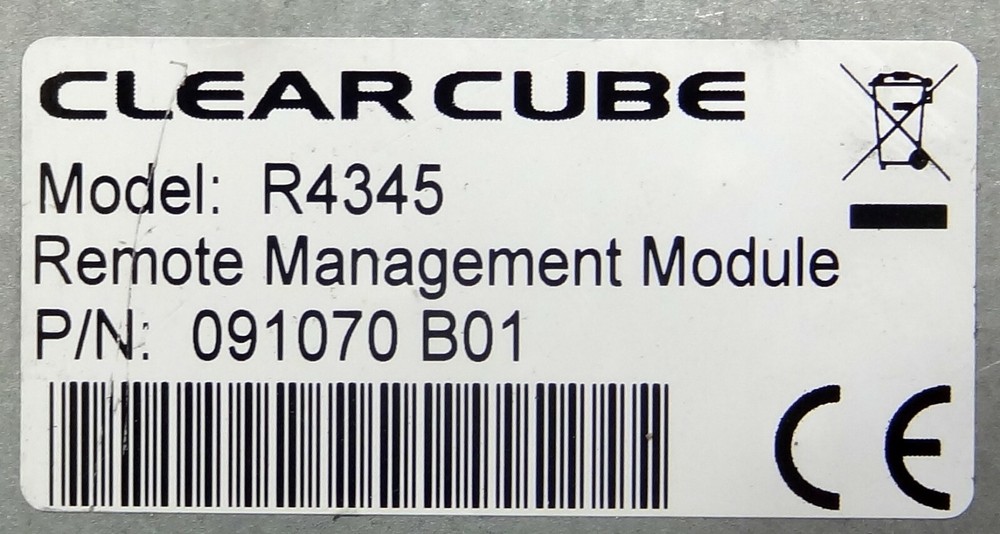 CLEARCUBE
Model: R4345
Remote Management Module
P/N: 091070 B01
CE